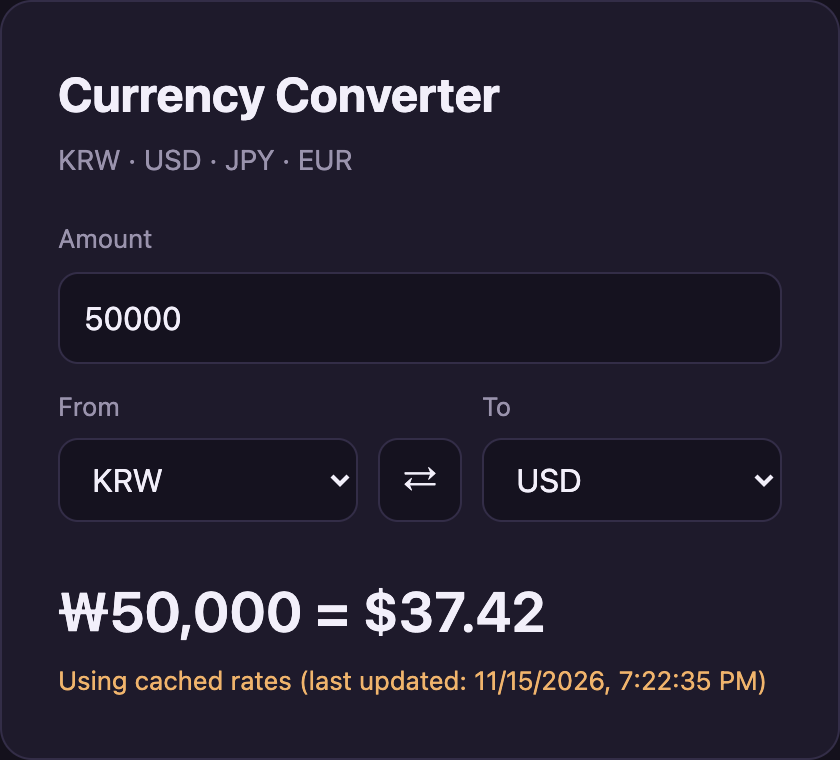 Currency Converter
KRW · USD · JPY · EUR
Amount
50000
From
To
KRW
⇄
USD
₩50,000 = $37.42
Using cached rates (last updated: 11/15/2026, 7:22:35 PM)